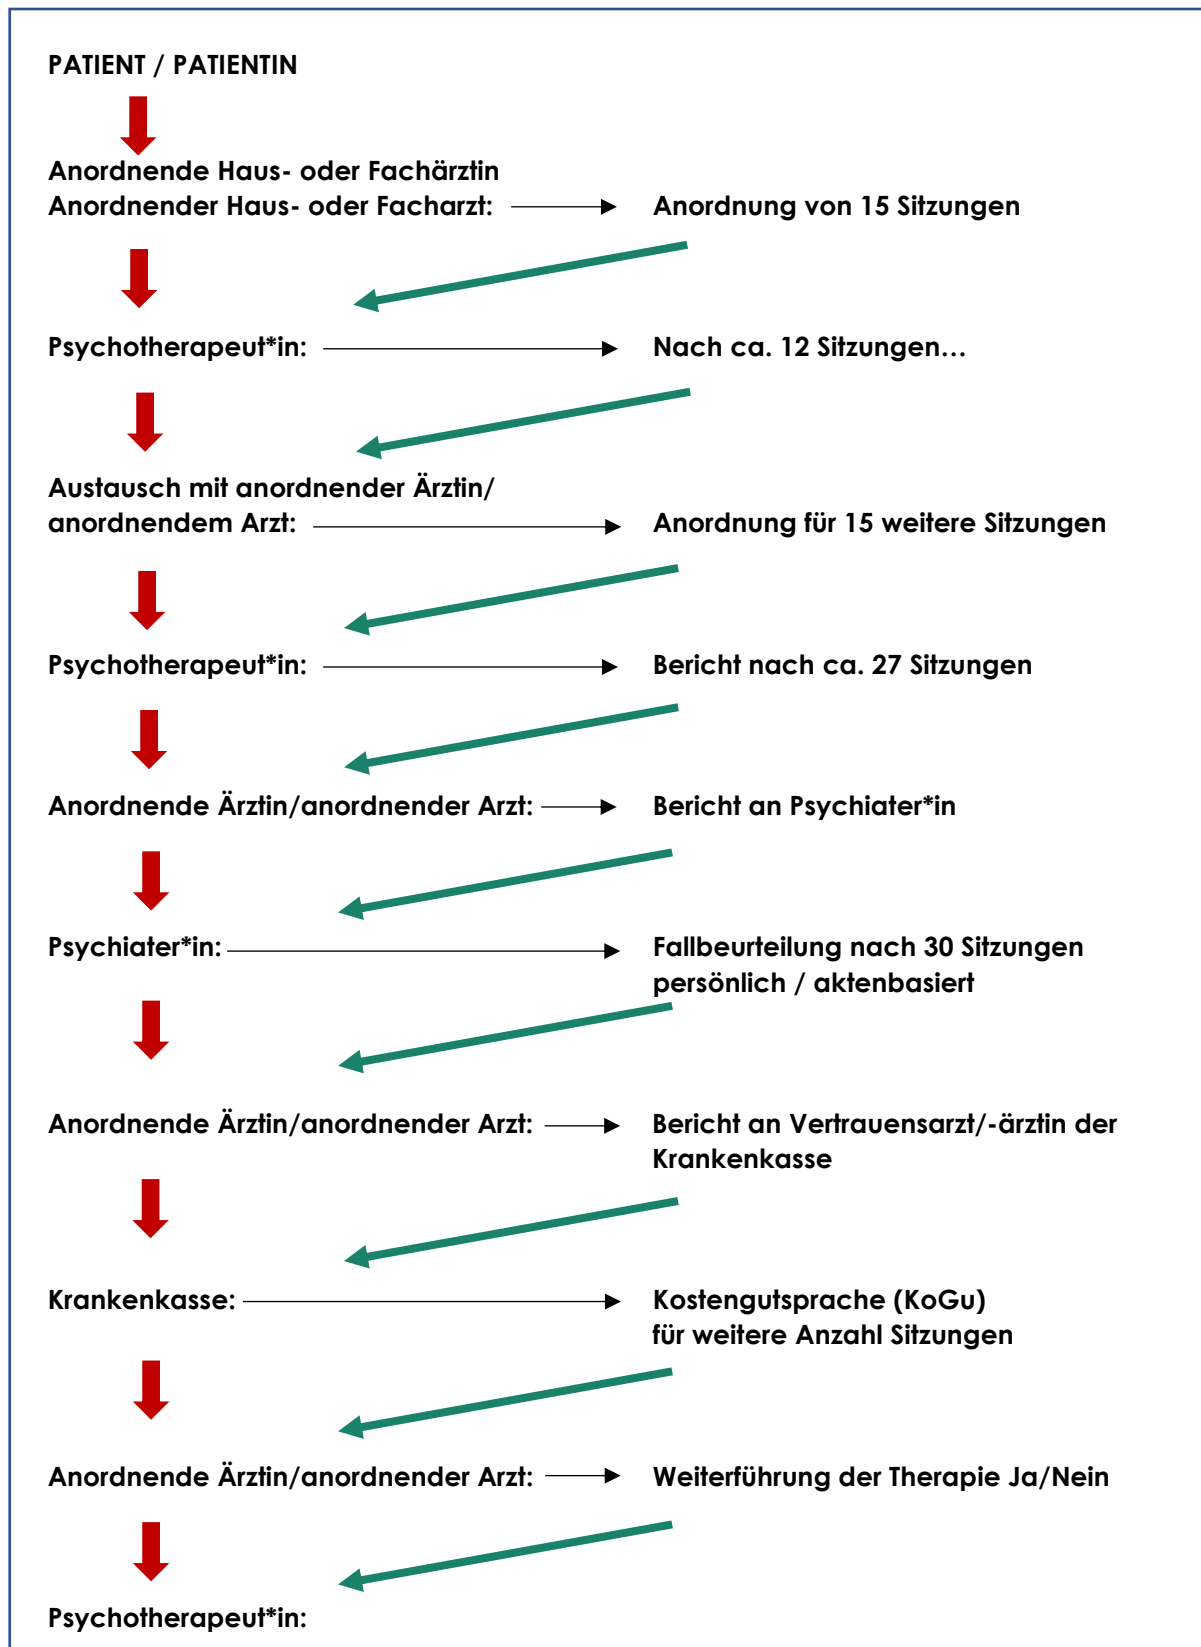 PATIENT / PATIENTIN
Anordnende Haus- oder Fachärztin
Anordnender Haus- oder Facharzt:
Anordnung von 15 Sitzungen
Psychotherapeut*in:
Nach ca. 12 Sitzungen…
Austausch mit anordnender Ärztin/
anordnendem Arzt:
Anordnung für 15 weitere Sitzungen
Psychotherapeut*in:
Bericht nach ca. 27 Sitzungen
Anordnende Ärztin/anordnender Arzt:
Bericht an Psychiater*in
Psychiater*in:
Fallbeurteilung nach 30 Sitzungen
persönlich / aktenbasiert
Anordnende Ärztin/anordnender Arzt:
Bericht an Vertrauensarzt/-ärztin der
Krankenkasse
Krankenkasse:
Kostengutsprache (KoGu)
für weitere Anzahl Sitzungen
Anordnende Ärztin/anordnender Arzt:
Weiterführung der Therapie Ja/Nein
Psychotherapeut*in: